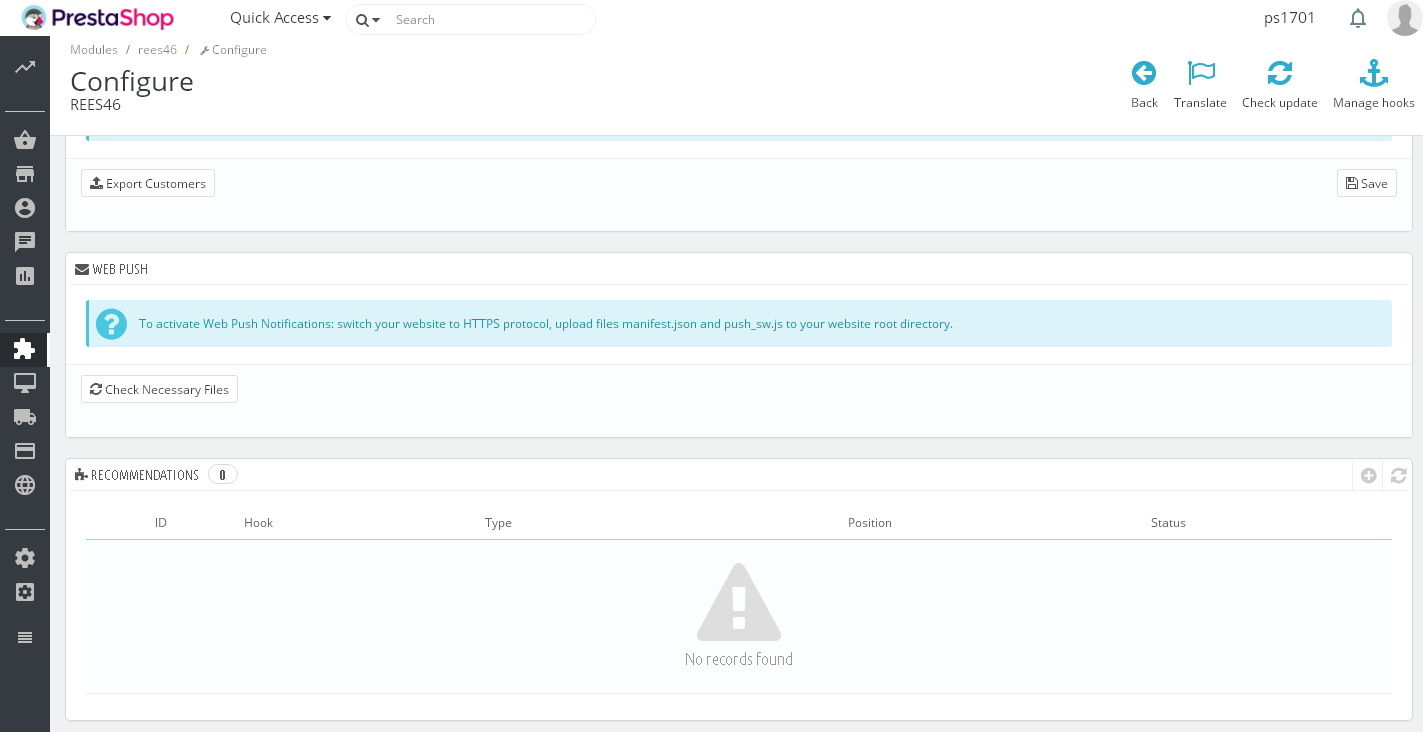 PrestaShop
Quick Access
Search
ps1701
Modules / rees46 / Configure
Configure
REES46
Back
Translate
Check update
Manage hooks
Export Customers
Save
WEB PUSH
To activate Web Push Notifications: switch your website to HTTPS protocol, upload files manifest.json and push_sw.js to your website root directory.
Check Necessary Files
RECOMMENDATIONS 0
ID Hook Type Position Status
No records found